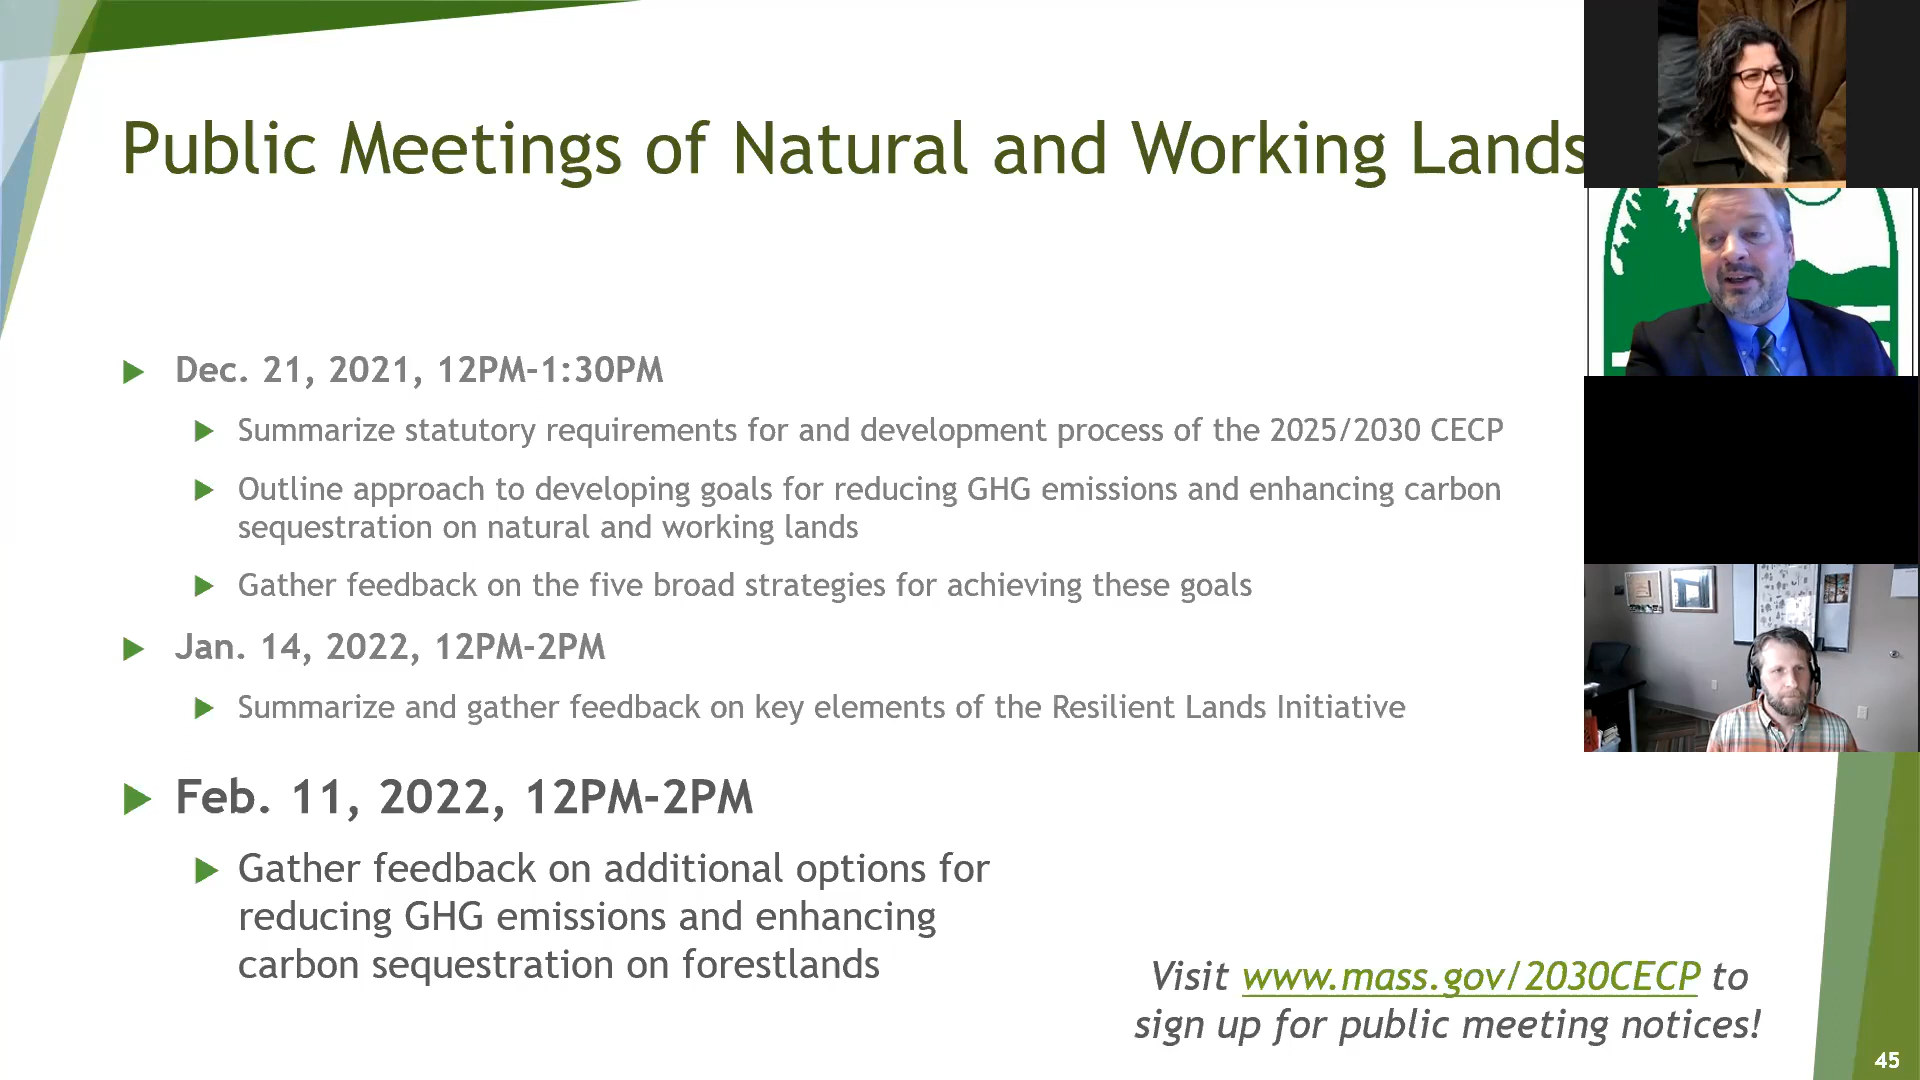 Public Meetings of Natural and Working Lands
Dec. 21, 2021, 12PM-1:30PM
Summarize statutory requirements for and development process of the 2025/2030 CECP
Outline approach to developing goals for reducing GHG emissions and enhancing carbon
sequestration on natural and working lands
Gather feedback on the five broad strategies for achieving these goals
Jan. 14, 2022, 12PM-2PM
Summarize and gather feedback on key elements of the Resilient Lands Initiative
Feb. 11, 2022, 12PM-2PM
Gather feedback on additional options for
reducing GHG emissions and enhancing
carbon sequestration on forestlands
Visit www.mass.gov/2030CECP to
sign up for public meeting notices!
45